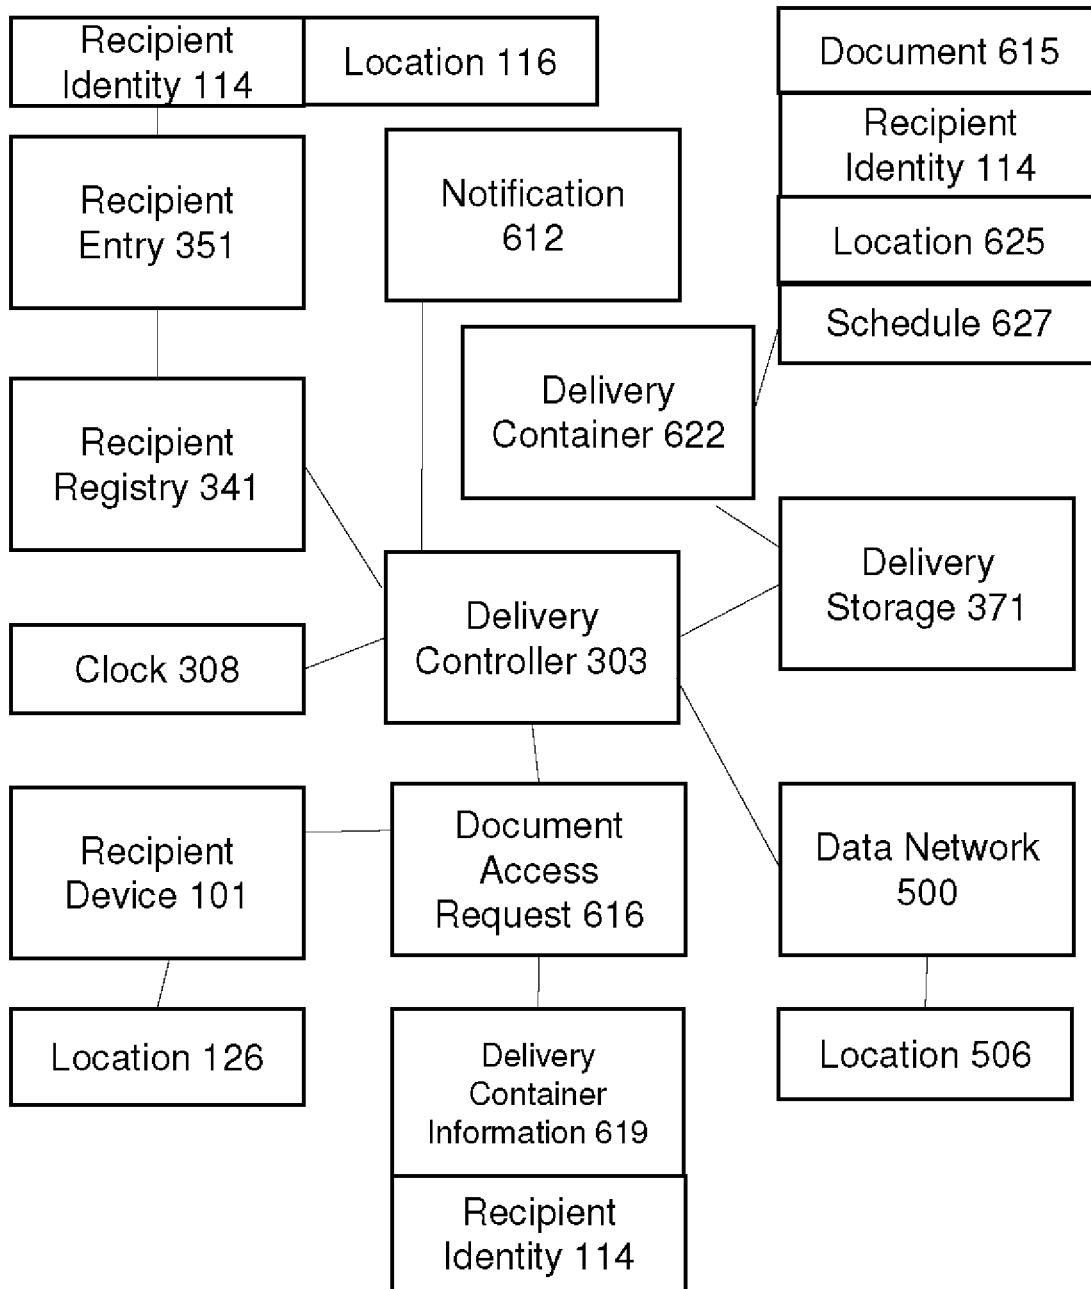 Recipient
Identity 114
Location 116
Document 615
Recipient
Identity 114
Location 625
Schedule 627
Recipient
Entry 351
Notification
612
Delivery
Container 622
Recipient
Registry 341
Delivery
Storage 371
Delivery
Controller 303
Clock 308
Recipient
Device 101
Document
Access
Request 616
Data Network
500
Location 126
Delivery
Container
Information 619
Recipient
Identity 114
Location 506